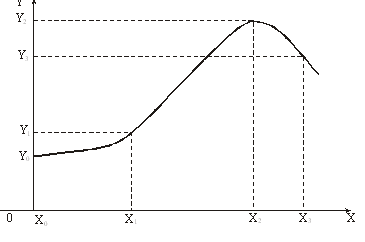 Y
Y₂
Y₃
Y₁
Y₀
0 X₀ X₁ X₂ X₃ X